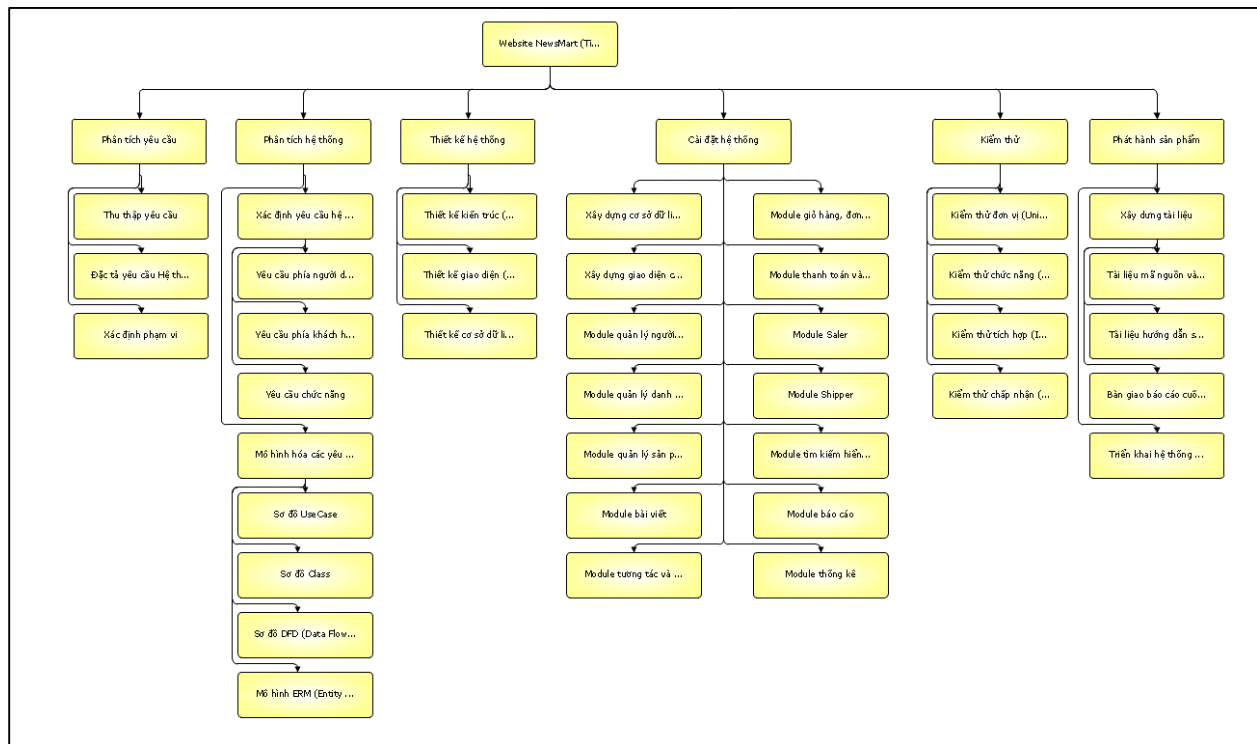 Website NewsMart (Ti...
Phân tích yêu cầu
Phân tích hệ thống
Thiết kế hệ thống
Cài đặt hệ thống
Kiểm thử
Phát hành sản phẩm
Thu thập yêu cầu
Đặc tả yêu cầu Hệ th...
Xác định phạm vi
Xác định yêu cầu hệ ...
Yêu cầu phía người d...
Yêu cầu phía khách h...
Yêu cầu chức năng
Mô hình hóa các yêu ...
Sơ đồ UseCase
Sơ đồ Class
Sơ đồ DFD (Data Flow...
Mô hình ERM (Entity ...
Thiết kế kiến trúc (...
Thiết kế giao diện (...
Thiết kế cơ sở dữ li...
Xây dựng cơ sở dữ li...
Xây dựng giao diện c...
Module quản lý người...
Module quản lý danh ...
Module quản lý sản p...
Module bài viết
Module tương tác và ...
Module giỏ hàng, đơn...
Module thanh toán và...
Module Saler
Module Shipper
Module tìm kiếm hiển...
Module báo cáo
Module thống kê
Kiểm thử đơn vị (Uni...
Kiểm thử chức năng (...
Kiểm thử tích hợp (I...
Kiểm thử chấp nhận (...
Xây dựng tài liệu
Tài liệu mã nguồn và...
Tài liệu hướng dẫn s...
Bàn giao báo cáo cuố...
Triển khai hệ thống ...